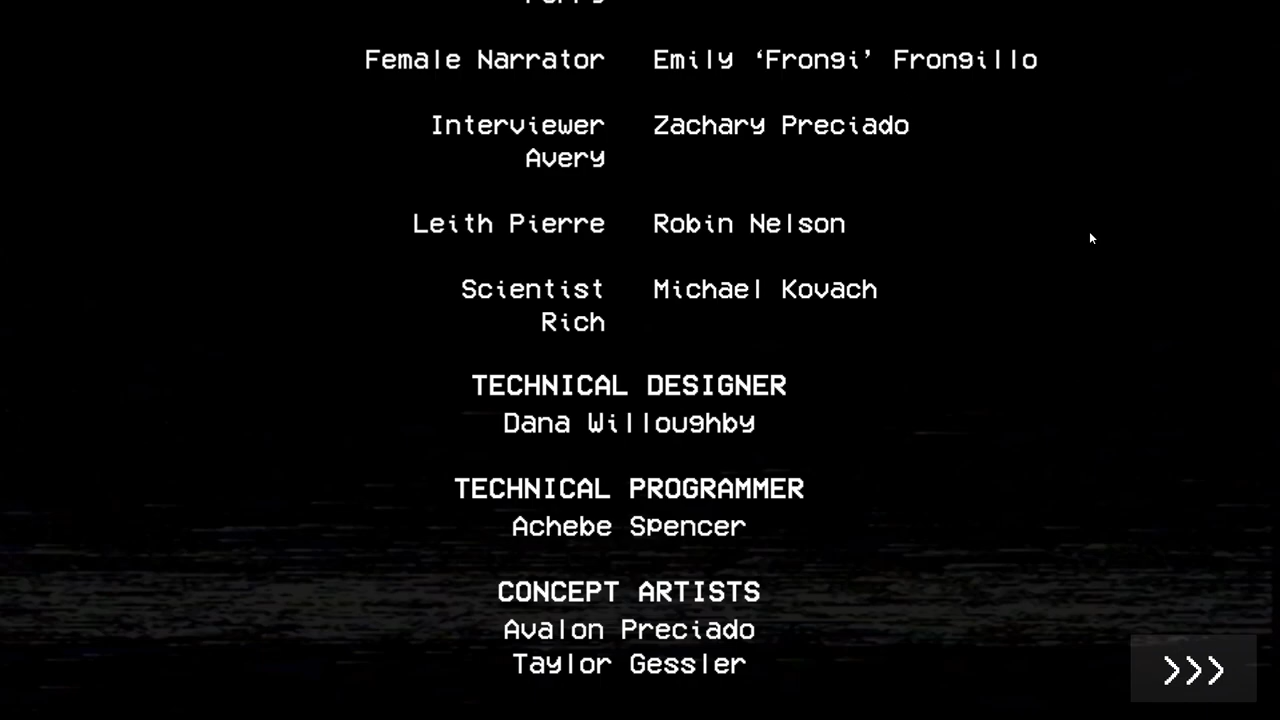 Female Narrator Emily ‘Frongi’ Frongillo
Interviewer Zachary Preciado
Avery
Leith Pierre Robin Nelson
Scientist Michael Kovach
Rich
TECHNICAL DESIGNER
Dana Willoughby
TECHNICAL PROGRAMMER
Achebe Spencer
CONCEPT ARTISTS
Avalon Preciado
Taylor Gessler
>>>